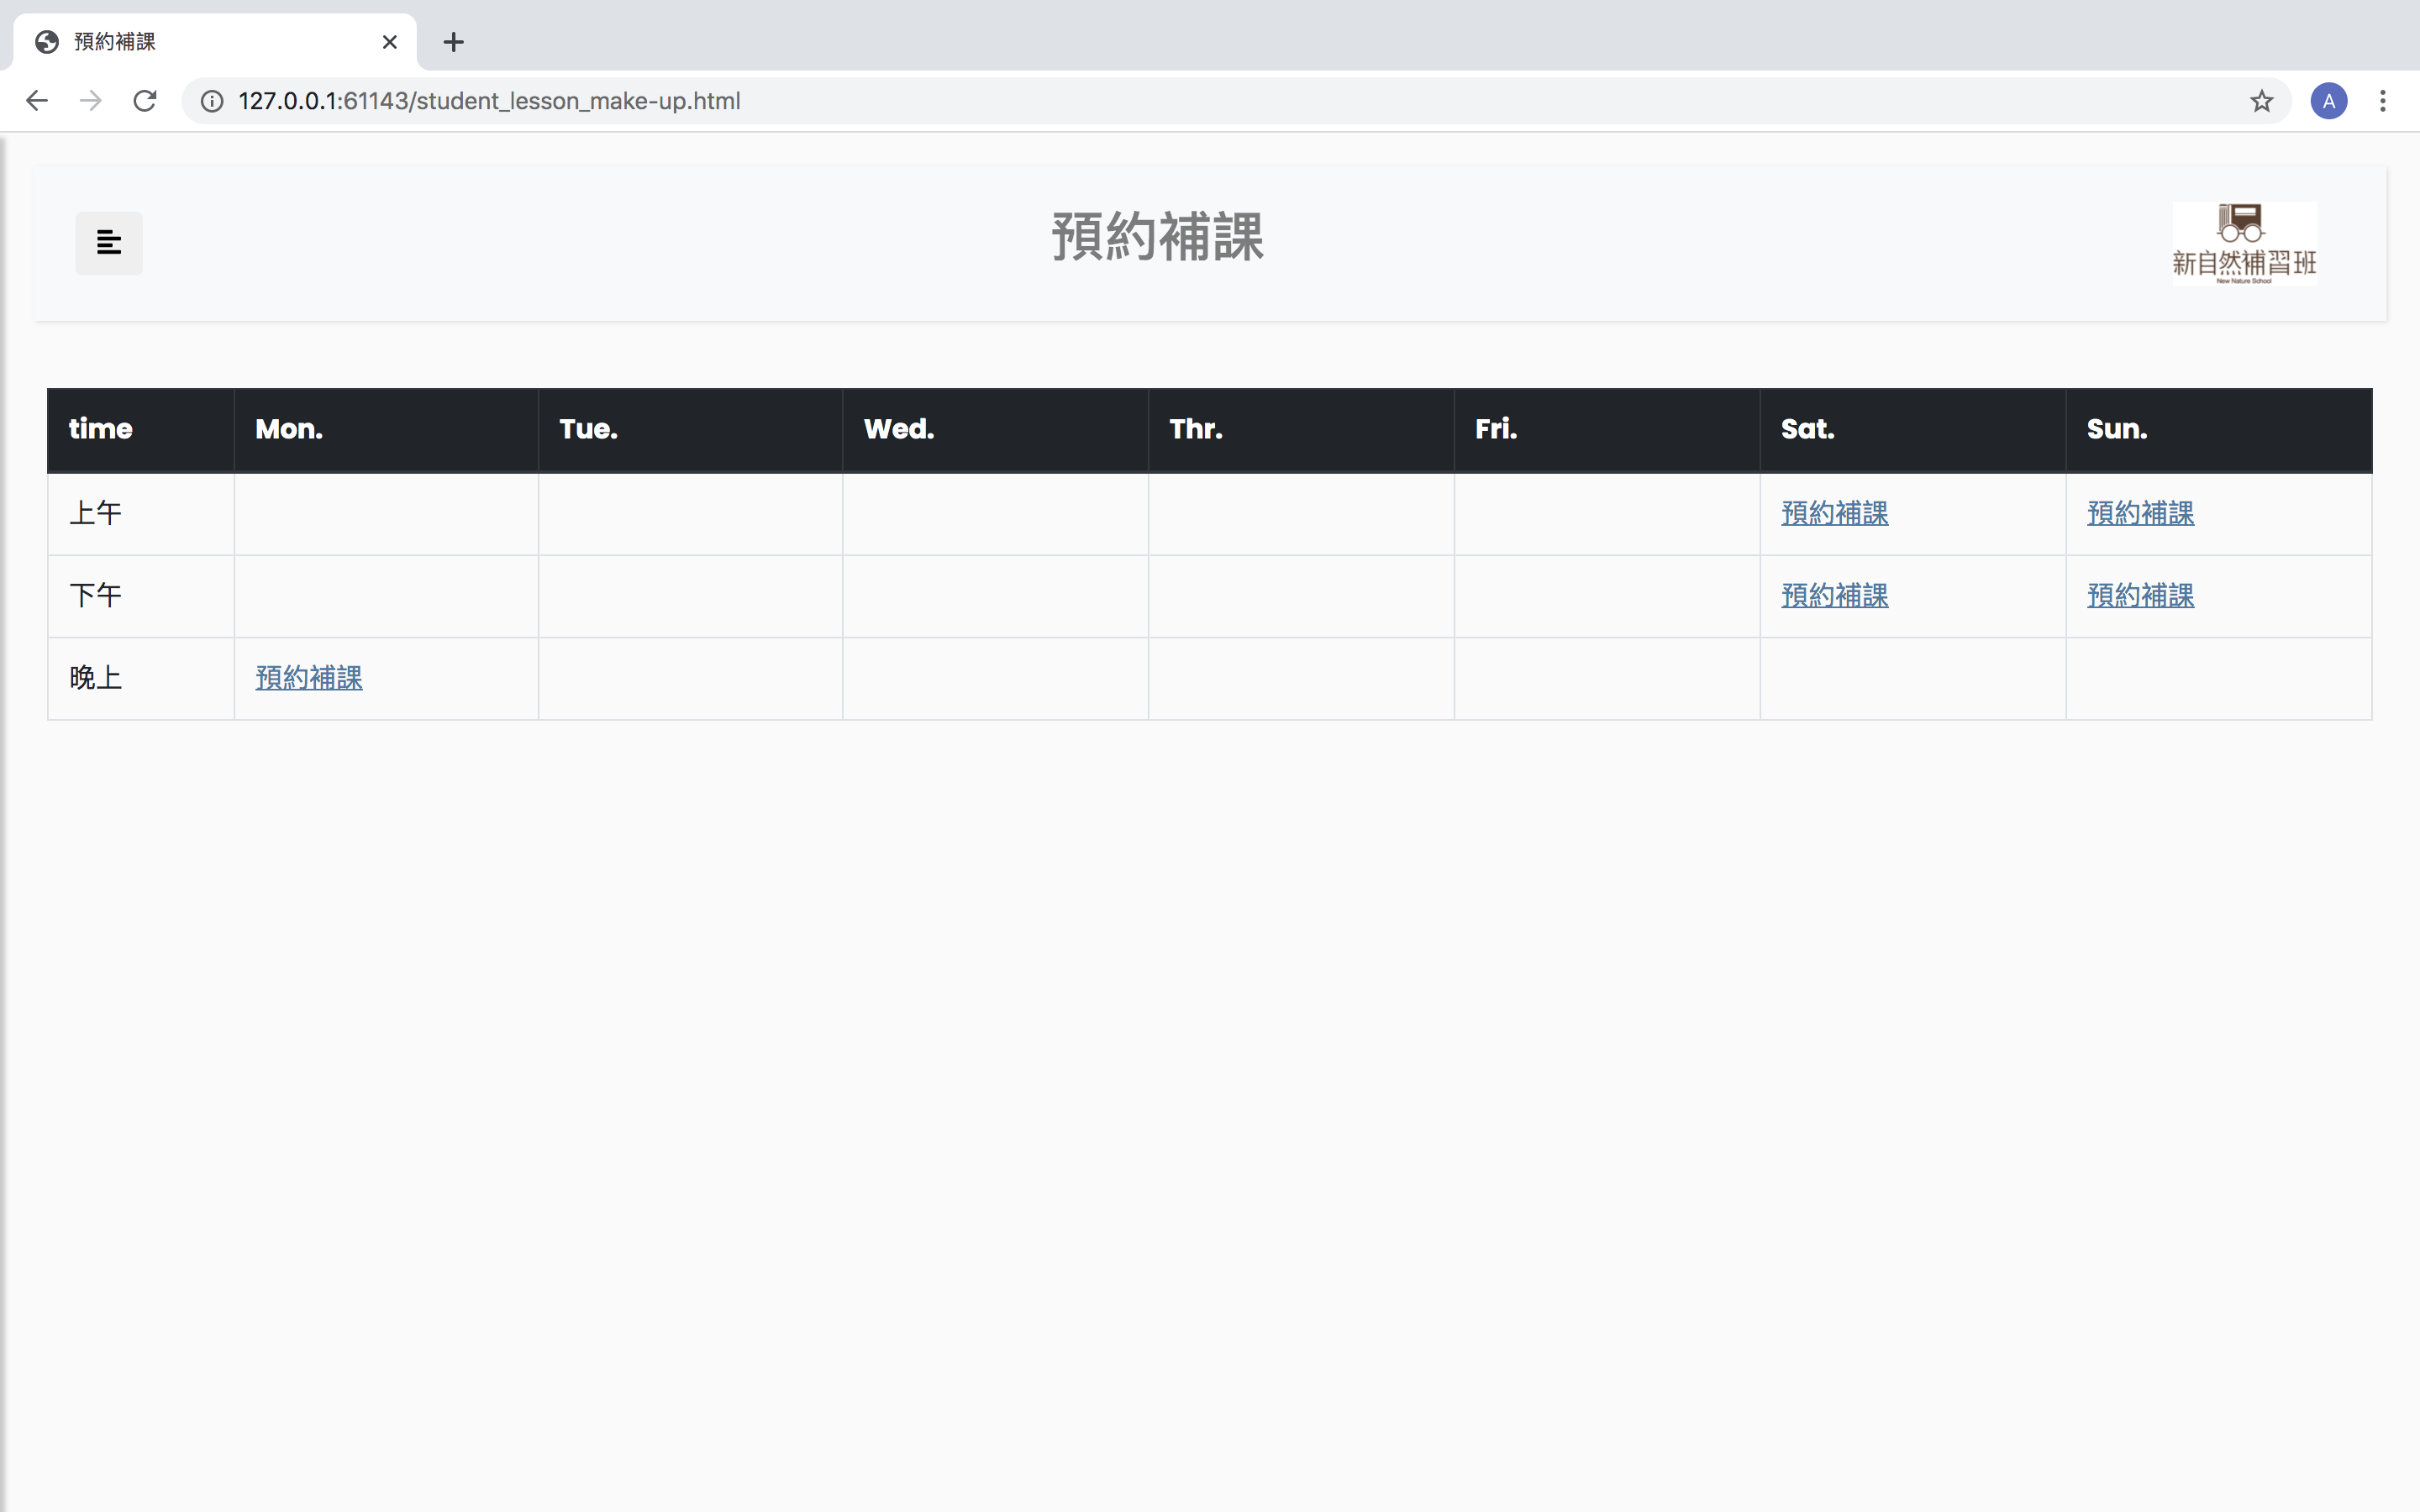 預約補課
127.0.0.1:61143/student_lesson_make-up.html
A
預約補課
新自然補習班
New Nature School
time Mon. Tue. Wed. Thr. Fri. Sat. Sun.
上午 預約補課 預約補課
下午 預約補課 預約補課
晚上 預約補課